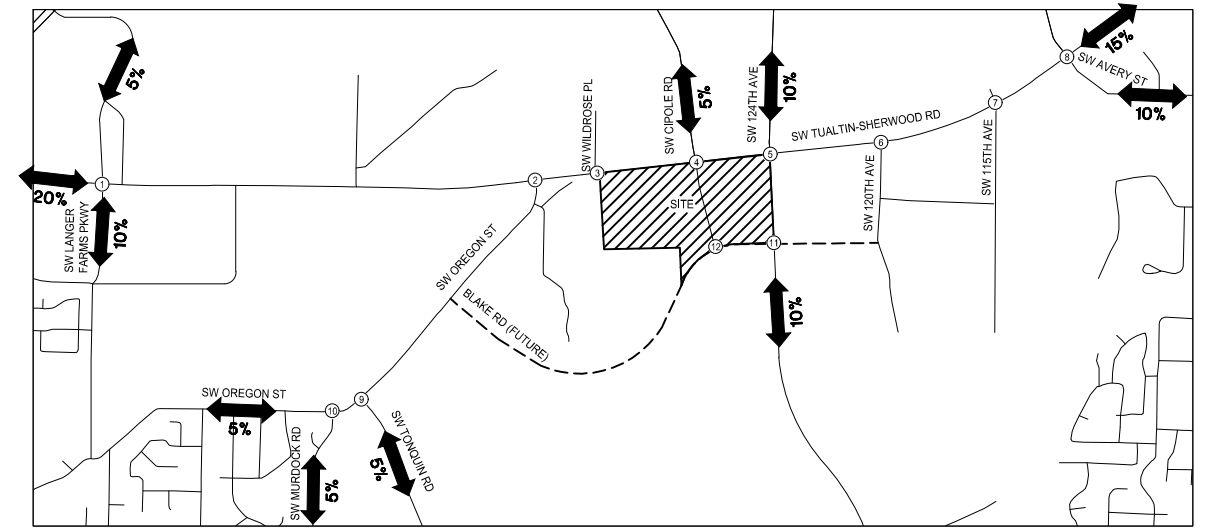 15%
SW AVERY ST
10%
5%
SW WILDROSE PL
SW CIPOLE RD
5%
SW 124TH AVE
10%
SW TUALTIN-SHERWOOD RD
8
7
6
5
4
3
2
1
20%
SW LANGER
FARMS PKWY
10%
SITE
SW 120TH AVE
SW 115TH AVE
SW OREGON ST
12
11
BLAKE RD (FUTURE)
10%
SW OREGON ST
5%
10
9
SW MURDOCK RD
5%
SW TONQUIN RD
5%